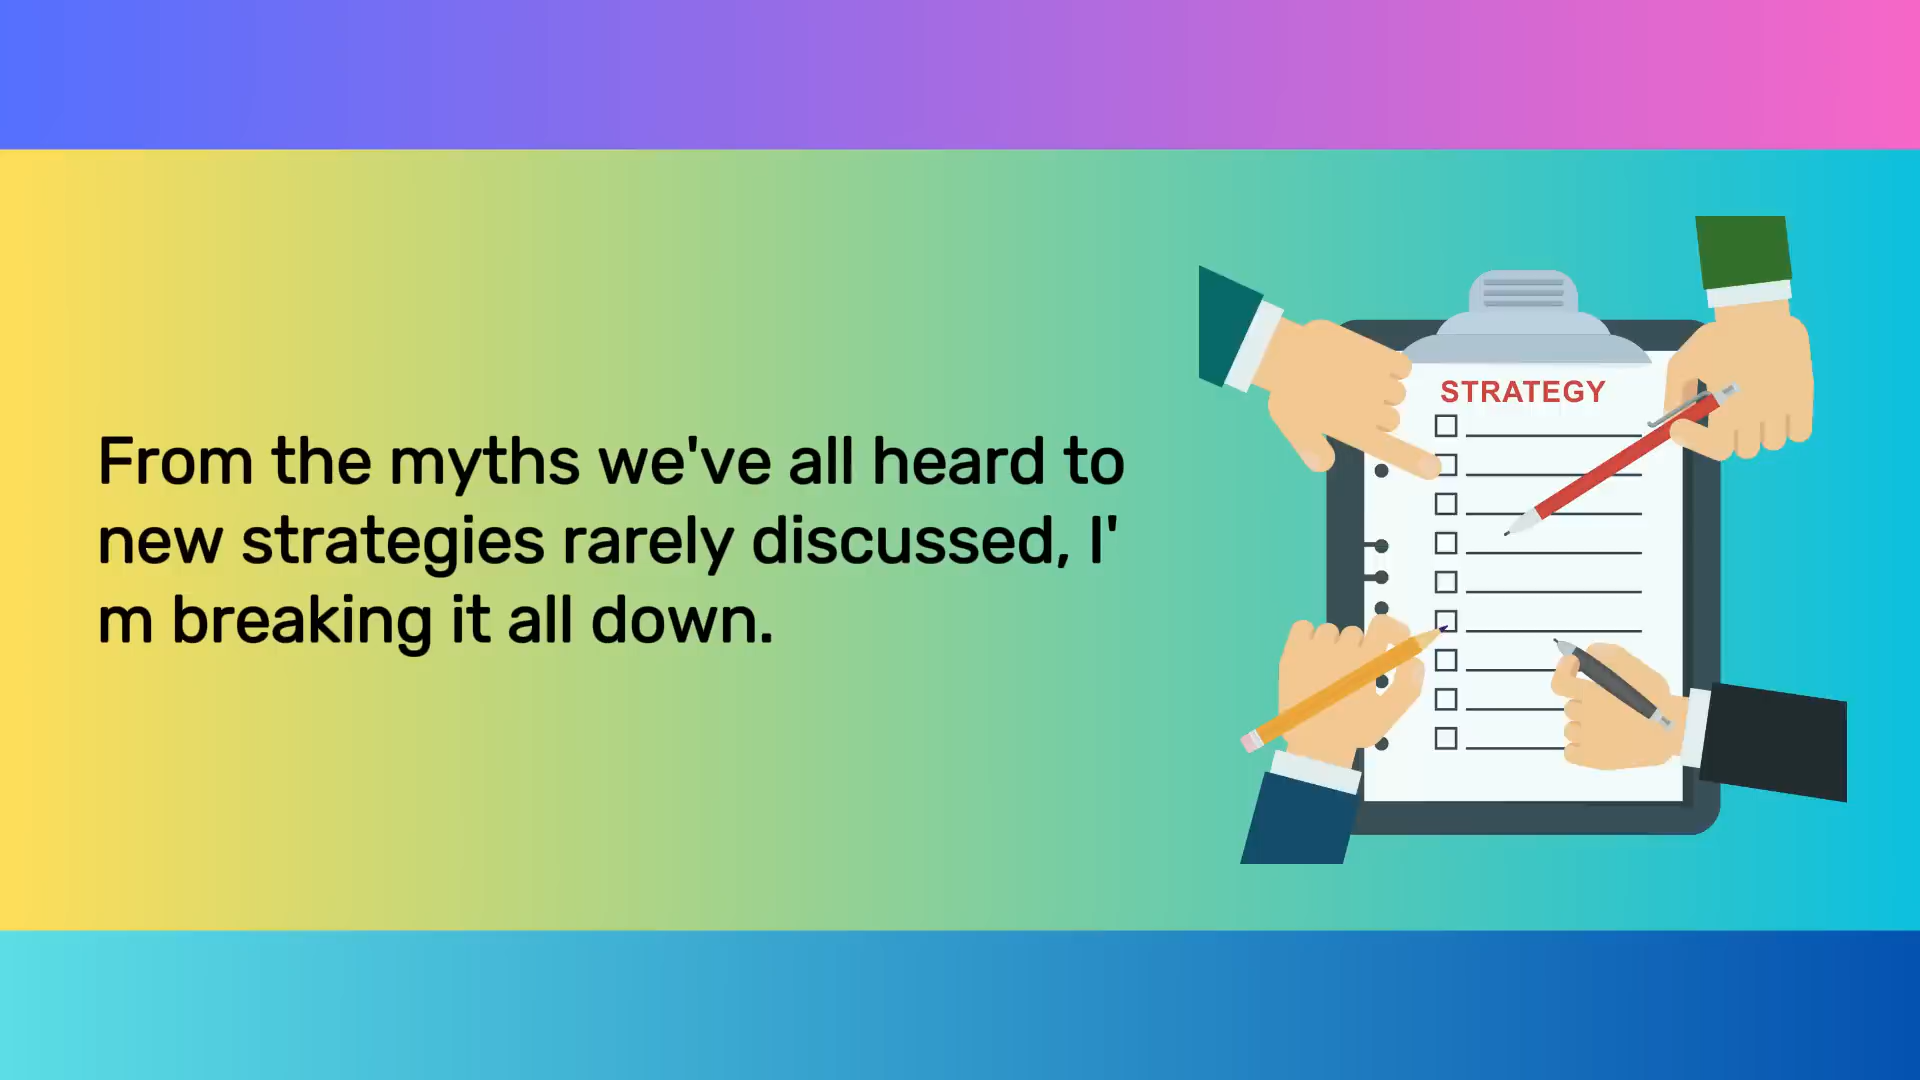 From the myths we've all heard to
new strategies rarely discussed, I'
m breaking it all down.
STRATEGY